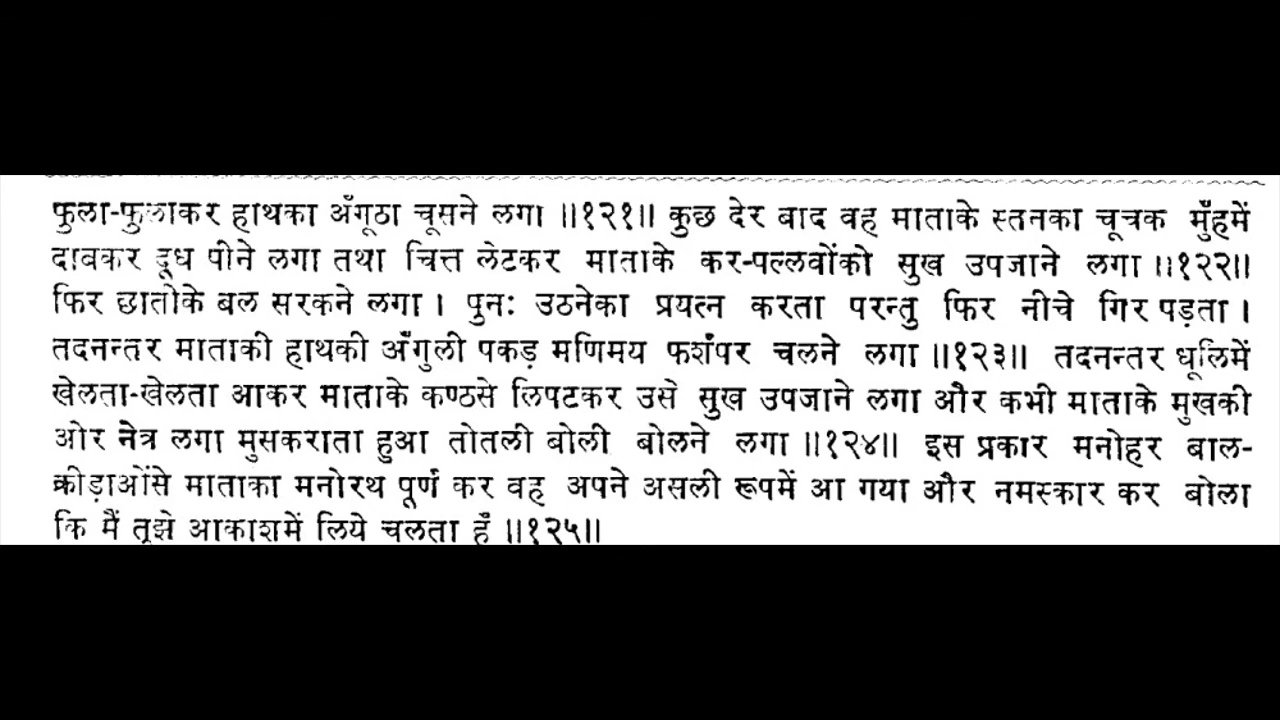 फुला-फुलाकर हाथका अँगूठा चूसने लगा ॥१२१॥ कुछ देर बाद वह माताके स्तनका चूचक मुँहमें
दाबकर दूध पीने लगा तथा चित्त लेटकर माताके कर-पल्लवोंको सुख उपजाने लगा ॥१२२॥
फिर छातीके बल सरकने लगा । पुनः उठनेका प्रयत्न करता परन्तु फिर नीचे गिर पड़ता ।
तदनन्तर माताकी हाथकी अँगुली पकड़ मणिमय फर्शपर चलने लगा ॥१२३॥ तदनन्तर धूलिमें
खेलता-खेलता आकर माताके कण्ठसे लिपटकर उसे सुख उपजाने लगा और कभी माताके मुखकी
ओर नेत्र लगा मुसकराता हुआ तोतली बोली बोलने लगा ॥१२४॥ इस प्रकार मनोहर बाल-
क्रीड़ाओंसे माताका मनोरथ पूर्ण कर वह अपने असली रूपमें आ गया और नमस्कार कर बोला
कि मैं तुझे आकाशमें लिये चलता हूँ ॥१२५॥